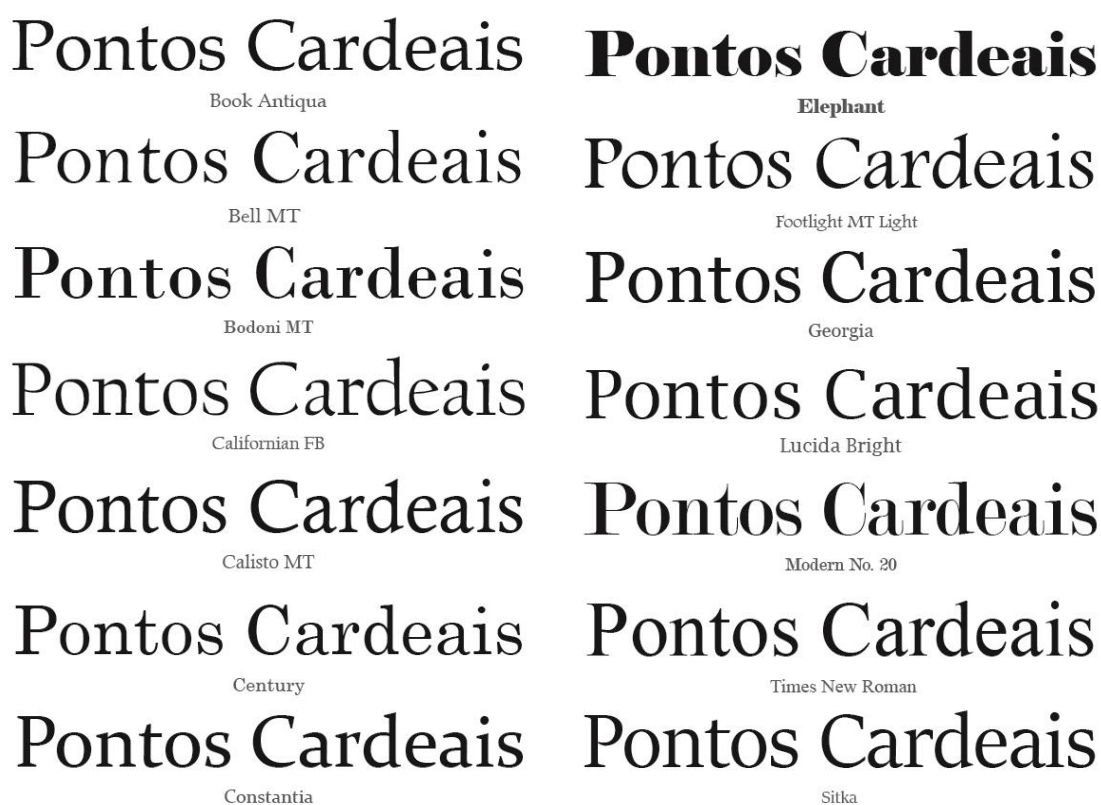 Pontos Cardeais
Book Antiqua
Pontos Cardeais
Bell MT
Pontos Cardeais
Bodoni MT
Pontos Cardeais
Californian FB
Pontos Cardeais
Calisto MT
Pontos Cardeais
Century
Pontos Cardeais
Constantia
Pontos Cardeais
Elephant
Pontos Cardeais
Footlight MT Light
Pontos Cardeais
Georgia
Pontos Cardeais
Lucida Bright
Pontos Cardeais
Modern No. 20
Pontos Cardeais
Times New Roman
Pontos Cardeais
Sitka